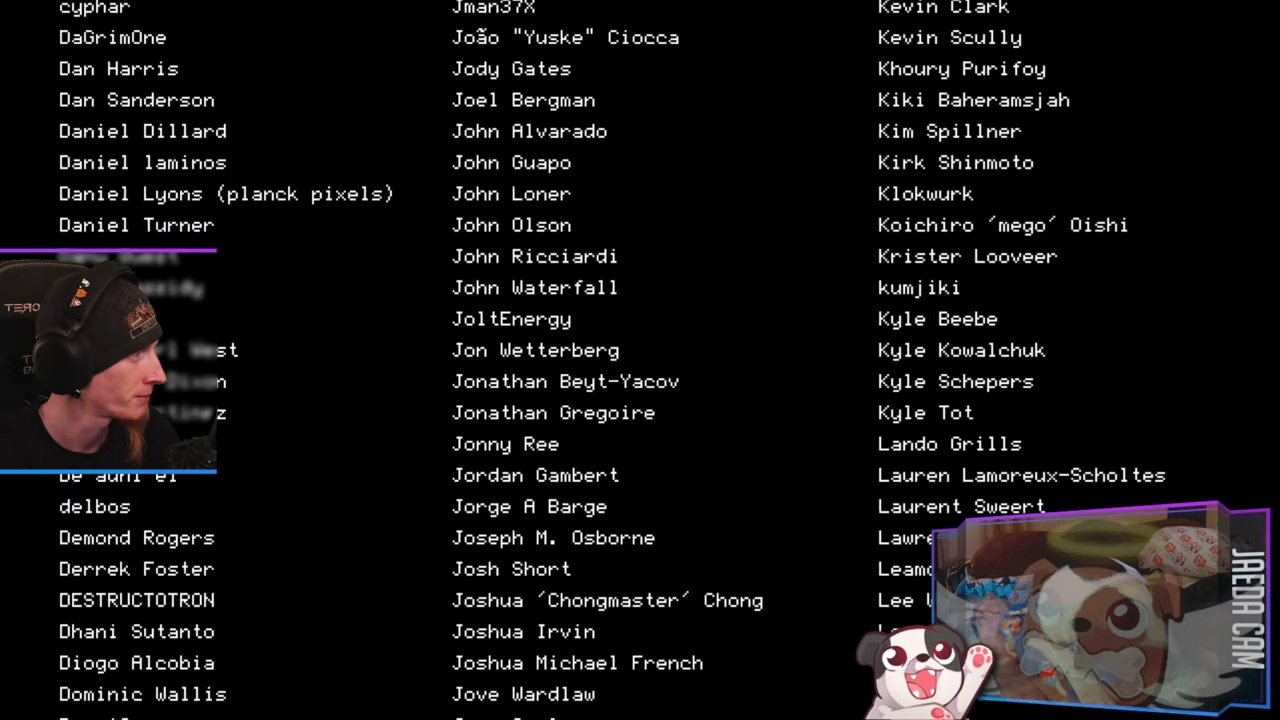 cyphar
DaGrimOne
Dan Harris
Dan Sanderson
Daniel Dillard
Daniel laminos
Daniel Lyons (planck pixels)
Daniel Turner
st
n
z
delbos
Demond Rogers
Derrek Foster
DESTRUCTOTRON
Dhani Sutanto
Diogo Alcobia
Dominic Wallis
Jman37X
João "Yuske" Ciocca
Jody Gates
Joel Bergman
John Alvarado
John Guapo
John Loner
John Olson
John Ricciardi
John Waterfall
JoltEnergy
Jon Wetterberg
Jonathan Beyt-Yacov
Jonathan Gregoire
Jonny Ree
Jordan Gambert
Jorge A Barge
Joseph M. Osborne
Josh Short
Joshua ´Chongmaster´ Chong
Joshua Irvin
Joshua Michael French
Jove Wardlaw
Kevin Clark
Kevin Scully
Khoury Purifoy
Kiki Baheramsjah
Kim Spillner
Kirk Shinmoto
Klokwurk
Koichiro ´mego´ Oishi
Krister Looveer
kumjiki
Kyle Beebe
Kyle Kowalchuk
Kyle Schepers
Kyle Tot
Lando Grills
Lauren Lamoreux-Scholtes
Laurent Sweert
Lawre
Leamo
Lee
JAEDA CAM